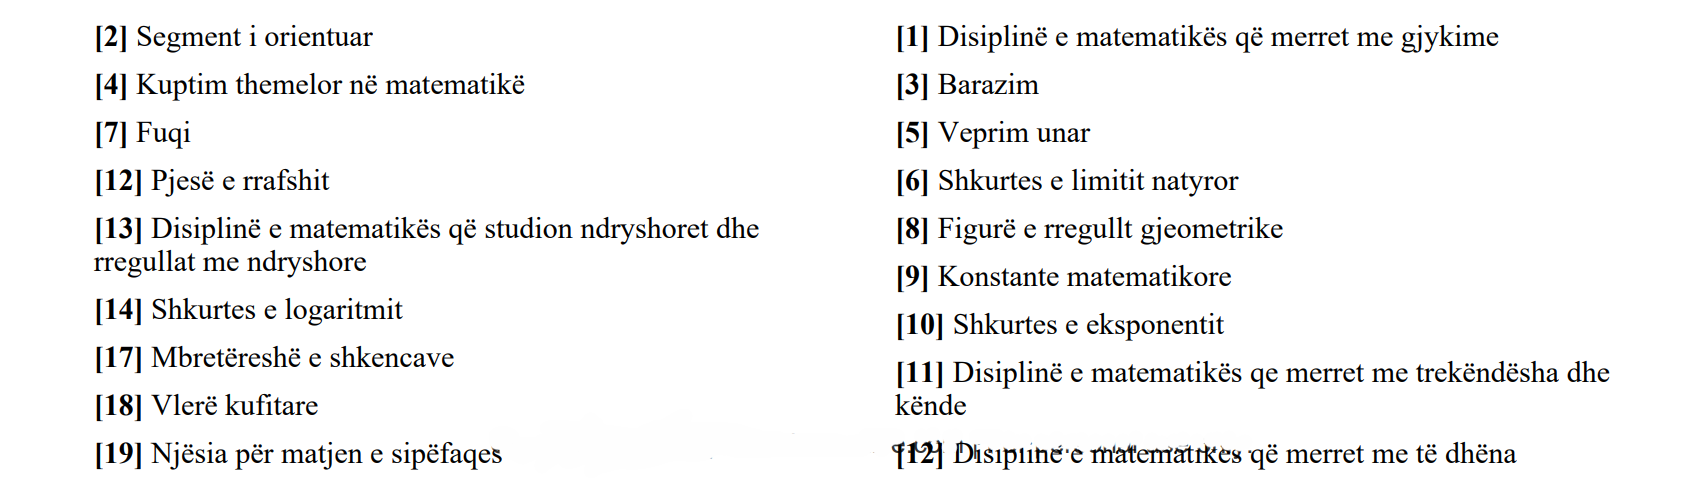 [2] Segment i orientuar
[4] Kuptim themelor në matematikë
[7] Fuqi
[12] Pjesë e rrafshit
[13] Disiplinë e matematikës që studion ndryshoret dhe
rregullat me ndryshore
[14] Shkurtes e logaritmit
[17] Mbretëreshë e shkencave
[18] Vlerë kufitare
[19] Njësia për matjen e sipëfaqes
[1] Disiplinë e matematikës që merret me gjykime
[3] Barazim
[5] Veprim unar
[6] Shkurtes e limitit natyror
[8] Figurë e rregullt gjeometrike
[9] Konstante matematikore
[10] Shkurtes e eksponentit
[11] Disiplinë e matematikës qe merret me trekëndësha dhe
kënde
[12] Disiplinë e matematikës që merret me të dhëna